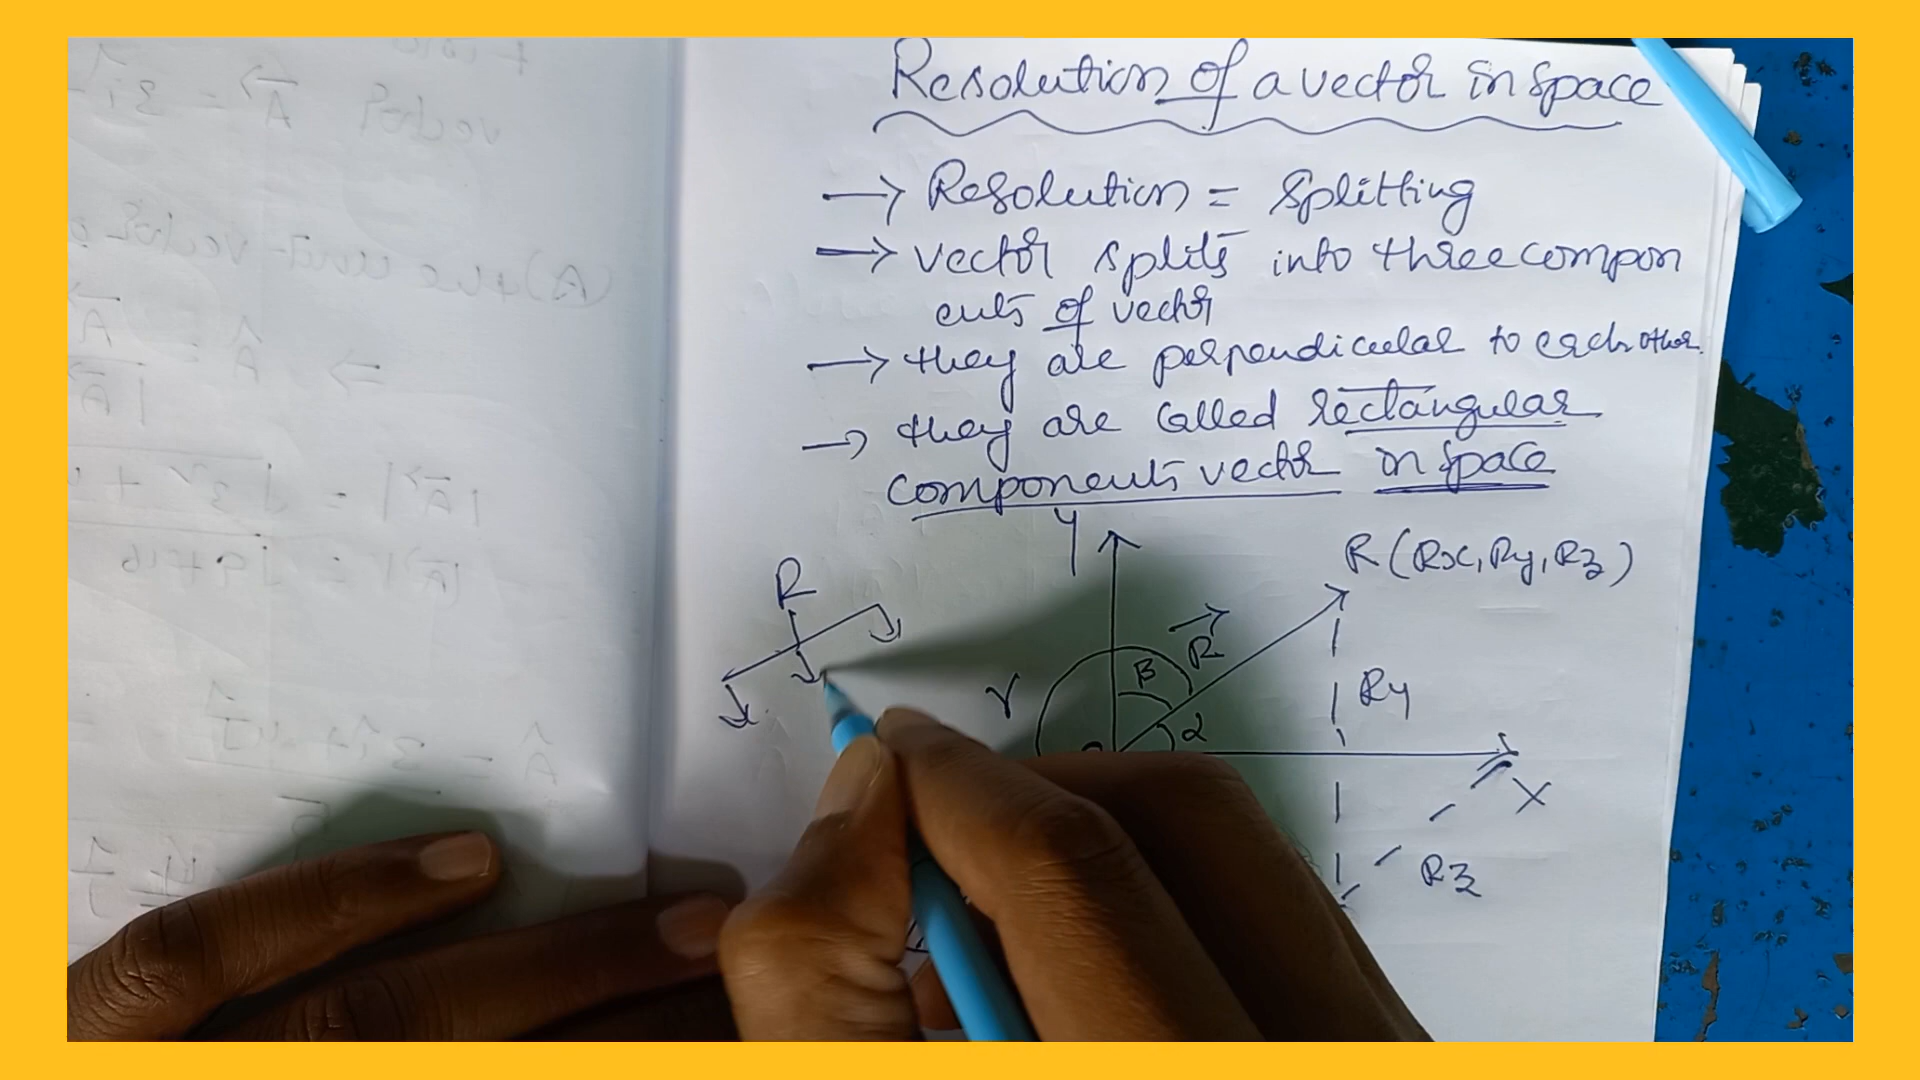 Resolution of a vector in space
→ Resolution = splitting
→ vector splits into three compon
ents of vector
→ they are perpendicular to each other.
→ they are called rectangular
components vector in space
Y
R (Rx, Ry, Rz)
R
R
β
γ
Ry
α
X
Rz